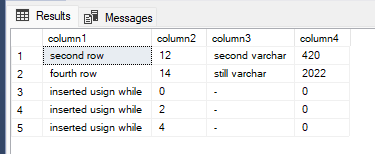 Results Messages
column1 column2 column3 column4
1 second row 12 second varchar 420
2 fourth row 14 still varchar 2022
3 inserted usign while 0 - 0
4 inserted usign while 2 - 0
5 inserted usign while 4 - 0